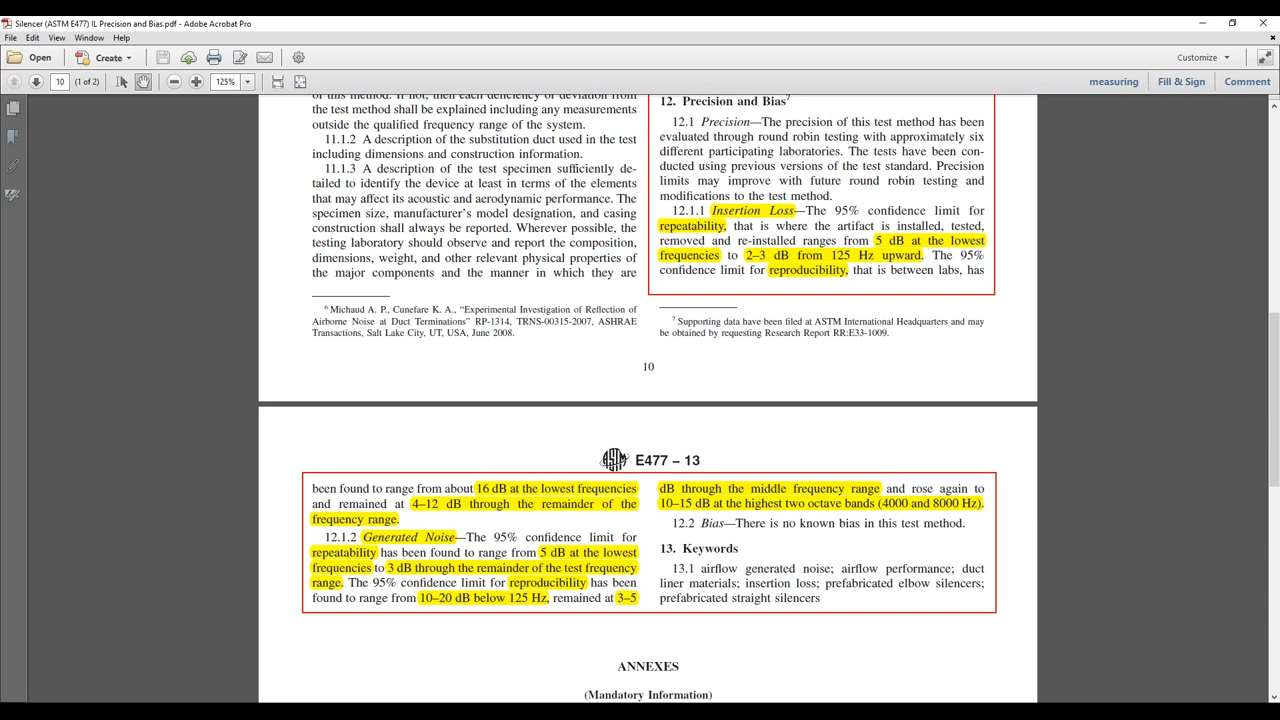 Silencer (ASTM E477) IL Precision and Bias.pdf - Adobe Acrobat Pro
File Edit View Window Help
Open Create Customize
10 (1 of 2) 125% measuring Fill & Sign Comment
of this method. If not, then each deficiency or deviation from
the test method shall be explained including any measurements
outside the qualified frequency range of the system.
11.1.2 A description of the substitution duct used in the test
including dimensions and construction information.
11.1.3 A description of the test specimen sufficiently de-
tailed to identify the device at least in terms of the elements
that may affect its acoustic and aerodynamic performance. The
specimen size, manufacturer's model designation, and casing
construction shall always be reported. Wherever possible, the
testing laboratory should observe and report the composition,
dimensions, weight, and other relevant physical properties of
the major components and the manner in which they are
6 Michaud A. P., Cunefare K. A., “Experimental Investigation of Reflection of
Airborne Noise at Duct Terminations” RP-1314, TRNS-00315-2007, ASHRAE
Transactions, Salt Lake City, UT, USA, June 2008.
12. Precision and Bias7
12.1 Precision—The precision of this test method has been
evaluated through round robin testing with approximately six
different participating laboratories. The tests have been con-
ducted using previous versions of the test standard. Precision
limits may improve with future round robin testing and
modifications to the test method.
12.1.1 Insertion Loss—The 95% confidence limit for
repeatability, that is where the artifact is installed, tested,
removed and re-installed ranges from 5 dB at the lowest
frequencies to 2–3 dB from 125 Hz upward. The 95%
confidence limit for reproducibility, that is between labs, has
7 Supporting data have been filed at ASTM International Headquarters and may
be obtained by requesting Research Report RR:E33-1009.
10
ASTM E477 – 13
been found to range from about 16 dB at the lowest frequencies
and remained at 4–12 dB through the remainder of the
frequency range.
12.1.2 Generated Noise—The 95% confidence limit for
repeatability has been found to range from 5 dB at the lowest
frequencies to 3 dB through the remainder of the test frequency
range. The 95% confidence limit for reproducibility has been
found to range from 10–20 dB below 125 Hz, remained at 3–5
dB through the middle frequency range and rose again to
10–15 dB at the highest two octave bands (4000 and 8000 Hz).
12.2 Bias—There is no known bias in this test method.
13. Keywords
13.1 airflow generated noise; airflow performance; duct
liner materials; insertion loss; prefabricated elbow silencers;
prefabricated straight silencers
ANNEXES
(Mandatory Information)